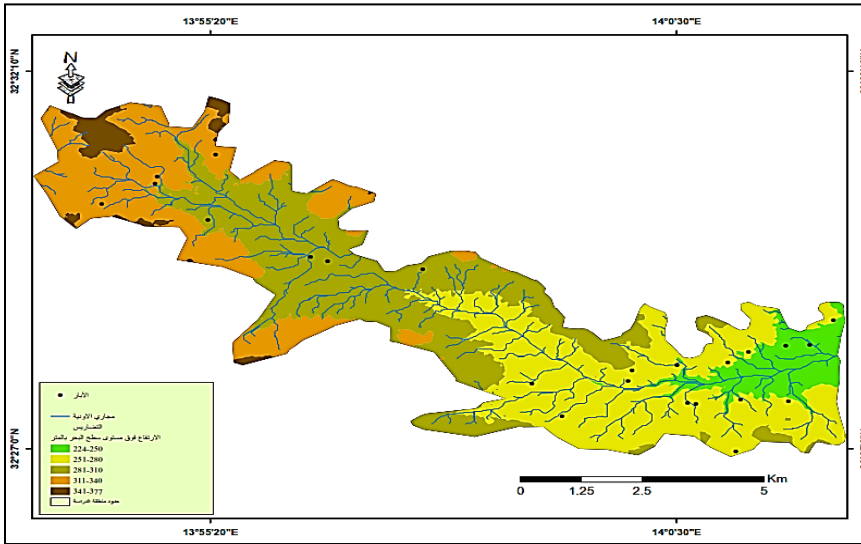 13°55'20"E 14°0'30"E
32°32'10"N
N
32°27'0"N
الآبار
مجاري الاودية
التضاريس
الارتفاع فوق مستوى سطح البحر بالمتر
224-250
251-280
281-310
311-340
341-377
حدود منطقة الدراسة
Km
0 1.25 2.5 5
13°55'20"E 14°0'30"E